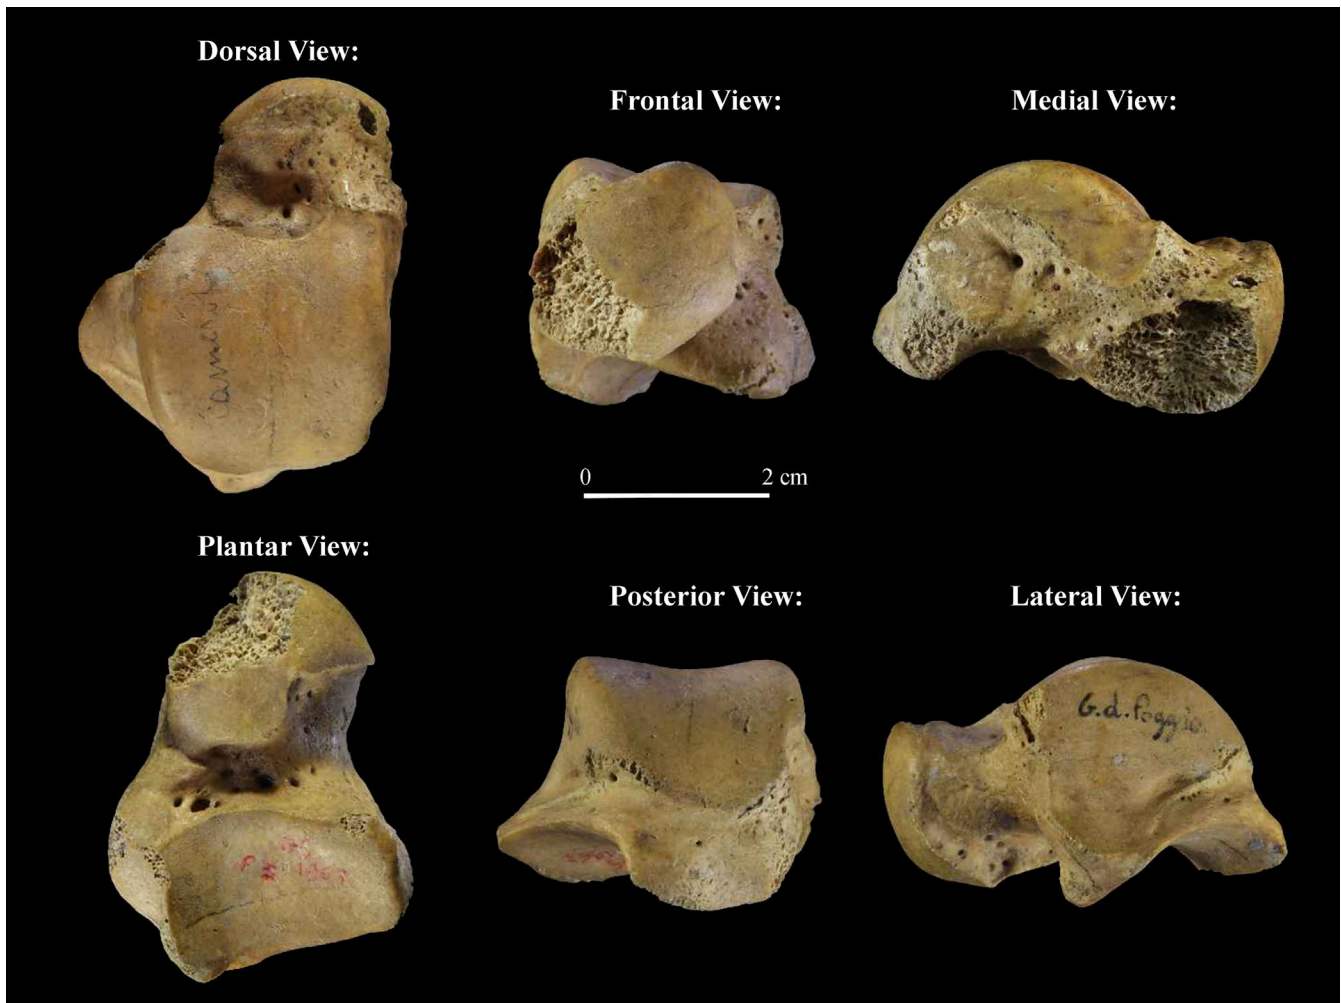 Dorsal View:
Frontal View:
Medial View:
0 2 cm
Plantar View:
Posterior View:
Lateral View:
G.d.Poggio